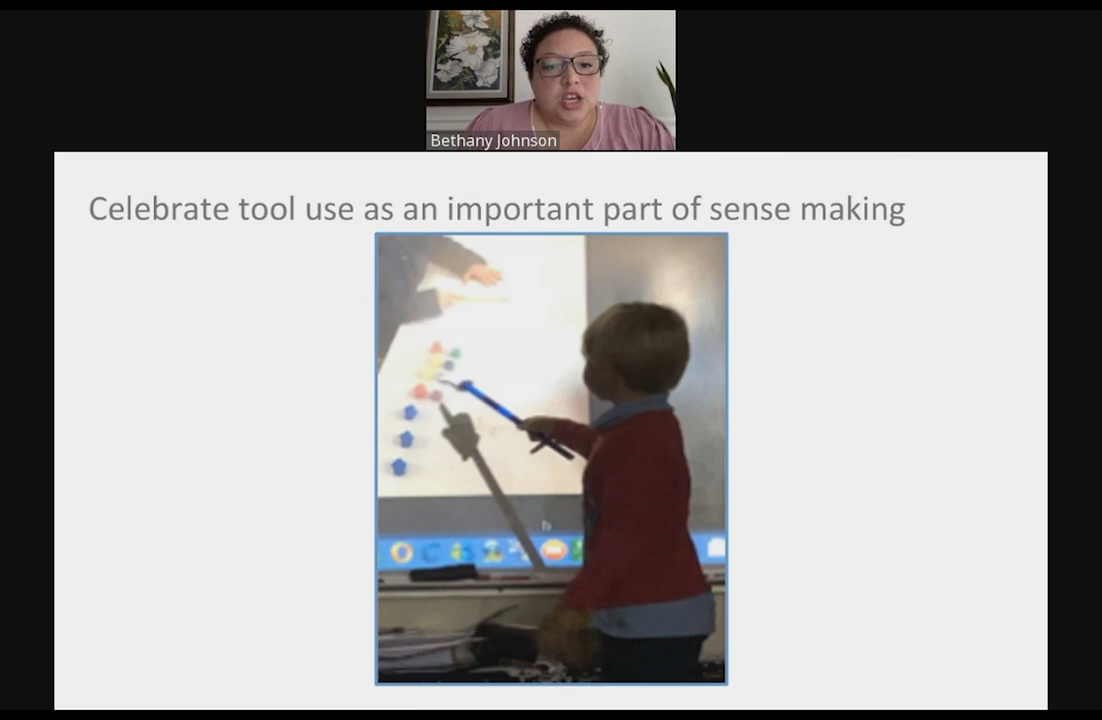 Bethany Johnson
Celebrate tool use as an important part of sense making